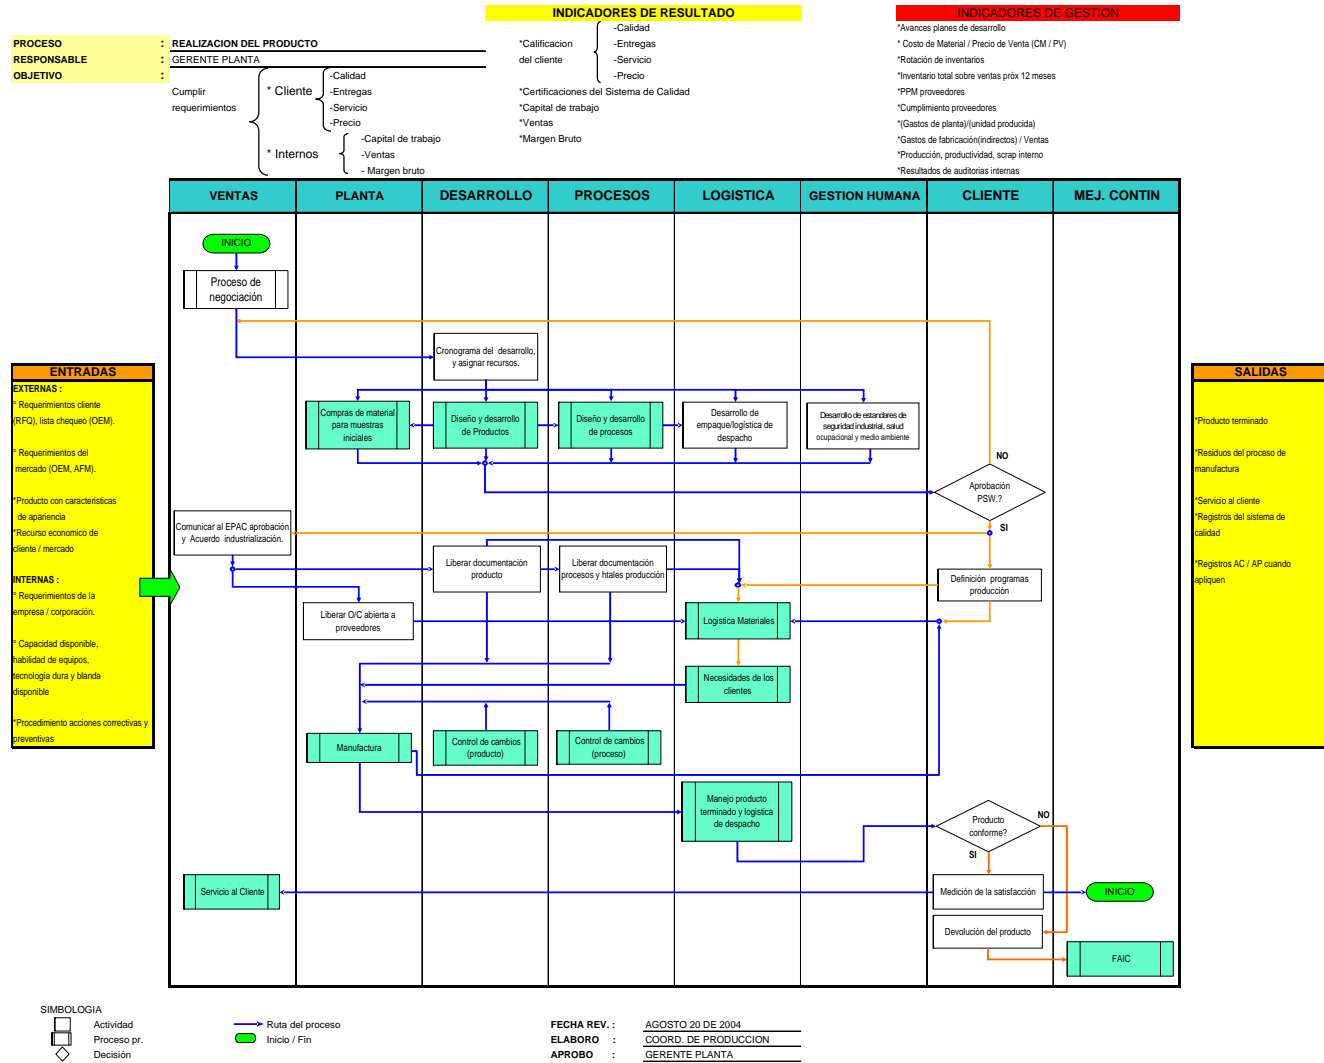 INDICADORES DE RESULTADO
INDICADORES DE GESTION
PROCESO : REALIZACION DEL PRODUCTO
RESPONSABLE : GERENTE PLANTA
OBJETIVO :
Cumplir
requerimientos
* Cliente
-Calidad
-Entregas
-Servicio
-Precio
* Internos
-Capital de trabajo
-Ventas
- Margen bruto
*Calificacion
del cliente
-Calidad
-Entregas
-Servicio
-Precio
*Certificaciones del Sistema de Calidad
*Capital de trabajo
*Ventas
*Margen Bruto
*Avances planes de desarrollo
* Costo de Material / Precio de Venta (CM / PV)
*Rotación de inventarios
*Inventario total sobre ventas próx 12 meses
*PPM proveedores
*Cumplimiento proveedores
*(Gastos de planta)/(unidad producida)
*Gastos de fabricación(indirectos) / Ventas
*Producción, productividad, scrap interno
*Resultados de auditorias internas
VENTAS
PLANTA
DESARROLLO
PROCESOS
LOGISTICA
GESTION HUMANA
CLIENTE
MEJ. CONTIN
INICIO
Proceso de
negociación
Cronograma del desarrollo,
y asignar recursos.
Compras de material
para muestras
iniciales
Diseño y desarrollo
de Productos
Diseño y desarrollo
de procesos
Desarrollo de
empaque/logística de
despacho
Desarrollo de estandares de
seguridad industrial, salud
ocupacional y medio ambiente
NO
Aprobación
PSW.?
SI
Comunicar al EPAC aprobación
y Acuerdo industrialización.
Liberar documentación
producto
Liberar documentación
procesos y htales producción
Definición programas
producción
Liberar O/C abierta a
proveedores
Logistica Materiales
Necesidades de los
clientes
Manufactura
Control de cambios
(producto)
Control de cambios
(proceso)
Manejo producto
terminado y logistica
de despacho
Producto
conforme?
NO
SI
Servicio al Cliente
Medición de la satisfacción
INICIO
Devolución del producto
FAIC
ENTRADAS
EXTERNAS :
* Requerimientos cliente
(RFQ), lista chequeo (OEM).
* Requerimientos del
mercado (OEM, AFM).
*Producto con caracteristicas
de apariencia
*Recurso economico de
cliente / mercado
INTERNAS :
* Requerimientos de la
empresa / corporación.
* Capacidad disponible,
habilidad de equipos,
tecnología dura y blanda
disponible
*Procedimiento acciones correctivas y
preventivas
SALIDAS
*Producto terminado
*Residuos del proceso de
manufactura
*Servicio al cliente
*Registros del sistema de
calidad
*Registros AC / AP cuando
apliquen
SIMBOLOGIA
Actividad
Proceso pr.
Decisión
Ruta del proceso
Inicio / Fin
FECHA REV. : AGOSTO 20 DE 2004
ELABORO : COORD. DE PRODUCCION
APROBO : GERENTE PLANTA